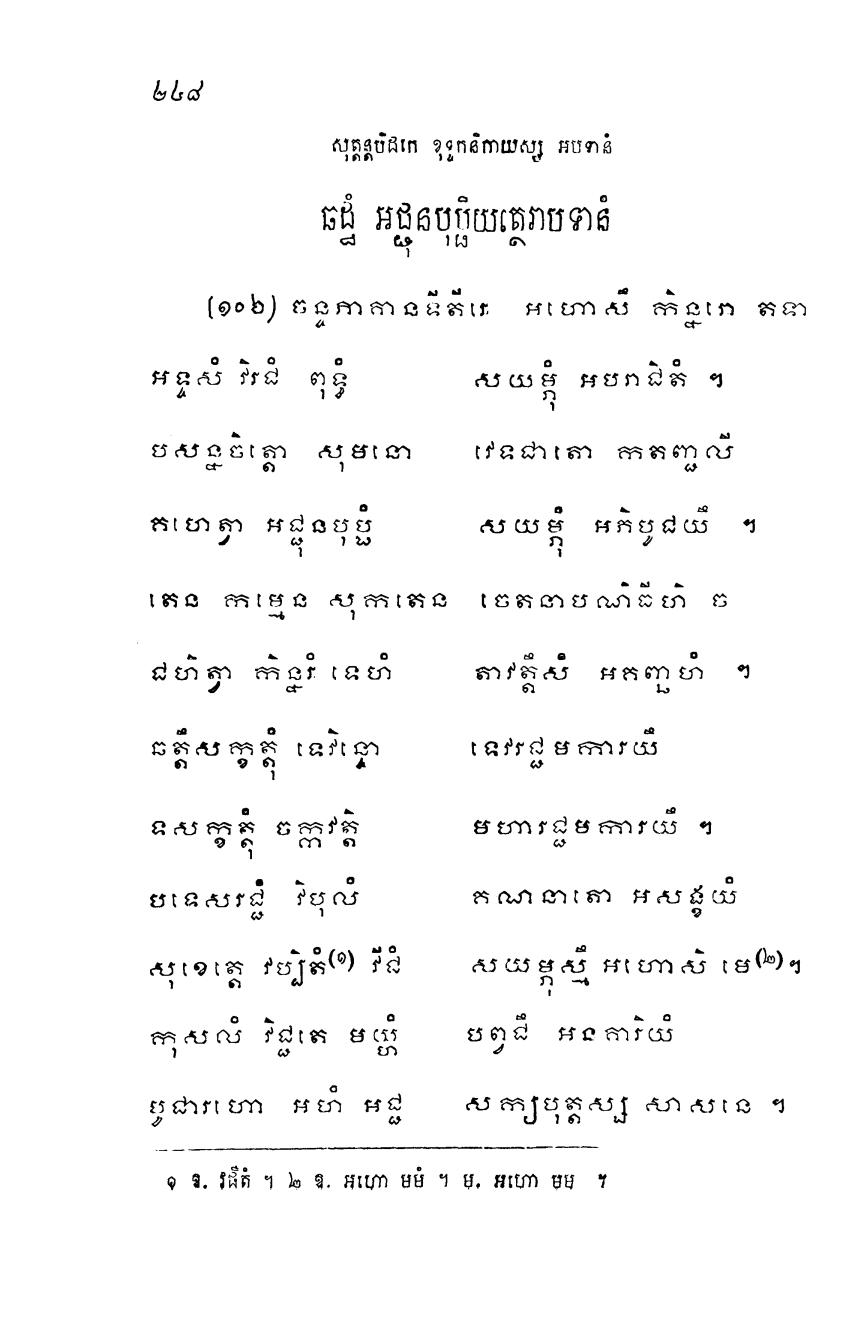 ២៤៨
សុត្តន្តបិដកេ ខុទ្ទកនិកាយស្ស អបទានំ
ឆដ្ឋំ អជ្ជុនបុប្ផិយត្ថេរាបទានំ
(១០៦) ចន្ទភាគានទីតីរេ អហោសឹ កិន្នរោ តទា
អទ្ទសំ វិរជំ ពុទ្ធំ សយម្ភុំ អបរាជិតំ ។
បសន្នចិត្តោ សុមនោ វេទជាតោ កតញ្ជលី
គហេត្វា អជ្ជុនបុប្ផំ សយម្ភុំ អភិបូជយឹ ។
តេន កម្មេន សុកតេន ចេតនាបណិធីហិ ច
ជហិត្វា កិន្នរំ ទេហំ តាវត្តឹសំ អគញ្ឆហំ ។
ឆត្តឹសក្ខត្តុំ ទេវិន្ទោ ទេវរជ្ជមការយឹ
ទសក្ខត្តុំ ចក្កវត្តិ មហារជ្ជមការយឹ ។
បទេសរជ្ជំ វិបុលំ គណនាតោ អសង្ខយំ
សុខេត្តេ វប្បិតំ(១) វីជំ សយម្ភុស្មឹ អហោសិ មេ(២)។
កុសលំ វិជ្ជតេ មយ្ហំ បព្វជឹ អនគារិយំ
បូជារហោ អហំ អជ្ជ សក្យបុត្តស្ស សាសនេ ។
១ ឱ. វដឹតំ ។ ២ ឱ. អហោ មមំ ។ ម. អហោ មម ។